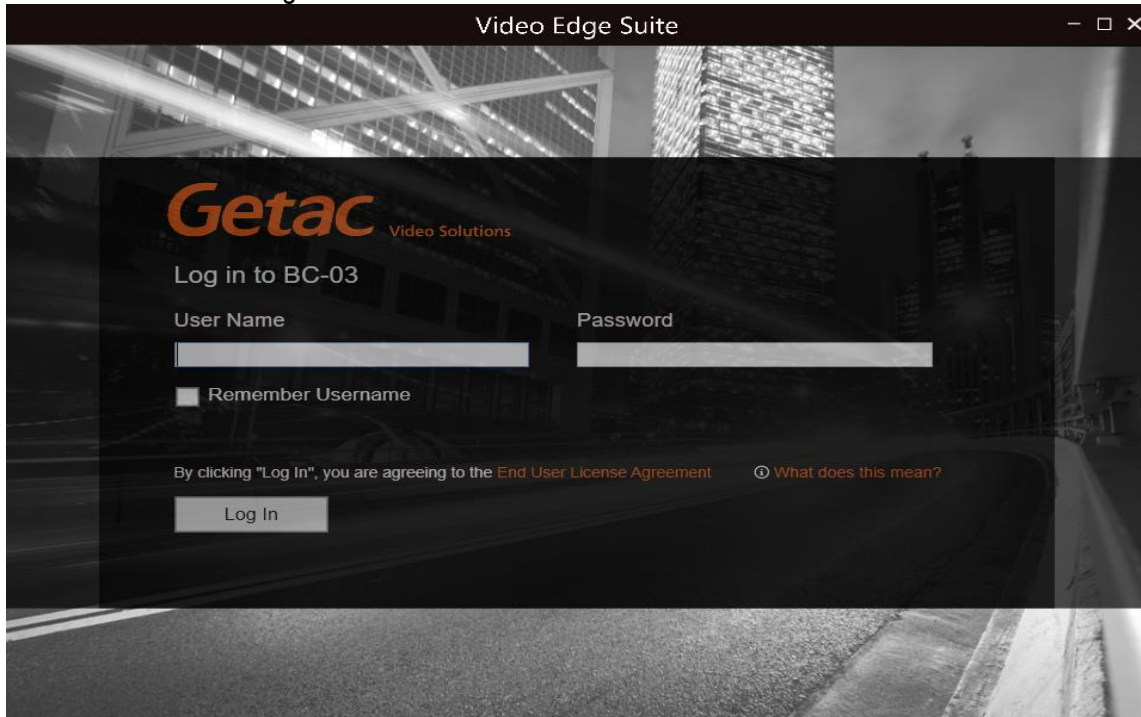 Video Edge Suite
Getac Video Solutions
Log in to BC-03
User Name Password
Remember Username
By clicking "Log In", you are agreeing to the End User License Agreement What does this mean?
Log In